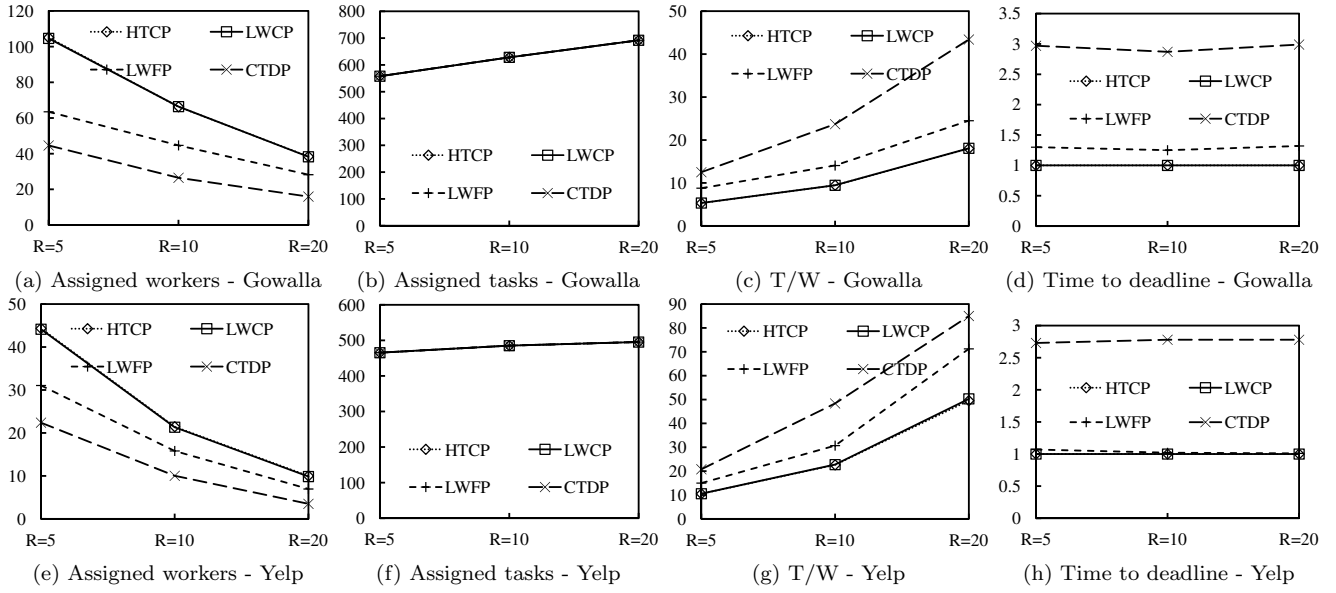 120
100
80
60
40
20
0
HTCP
LWCP
LWFP
CTDP
R=5
R=10
R=20
(a) Assigned workers - Gowalla
800
700
600
500
400
300
200
100
0
HTCP
LWCP
LWFP
CTDP
R=5
R=10
R=20
(b) Assigned tasks - Gowalla
50
40
30
20
10
0
HTCP
LWCP
LWFP
CTDP
R=5
R=10
R=20
(c) T/W - Gowalla
3.5
3
2.5
2
1.5
1
0.5
0
HTCP
LWCP
LWFP
CTDP
R=5
R=10
R=20
(d) Time to deadline - Gowalla
50
40
30
20
10
0
HTCP
LWCP
LWFP
CTDP
R=5
R=10
R=20
(e) Assigned workers - Yelp
600
500
400
300
200
100
0
HTCP
LWCP
LWFP
CTDP
R=5
R=10
R=20
(f) Assigned tasks - Yelp
90
80
70
60
50
40
30
20
10
0
HTCP
LWCP
LWFP
CTDP
R=5
R=10
R=20
(g) T/W - Yelp
3
2.5
2
1.5
1
0.5
0
HTCP
LWCP
LWFP
CTDP
R=5
R=10
R=20
(h) Time to deadline - Yelp